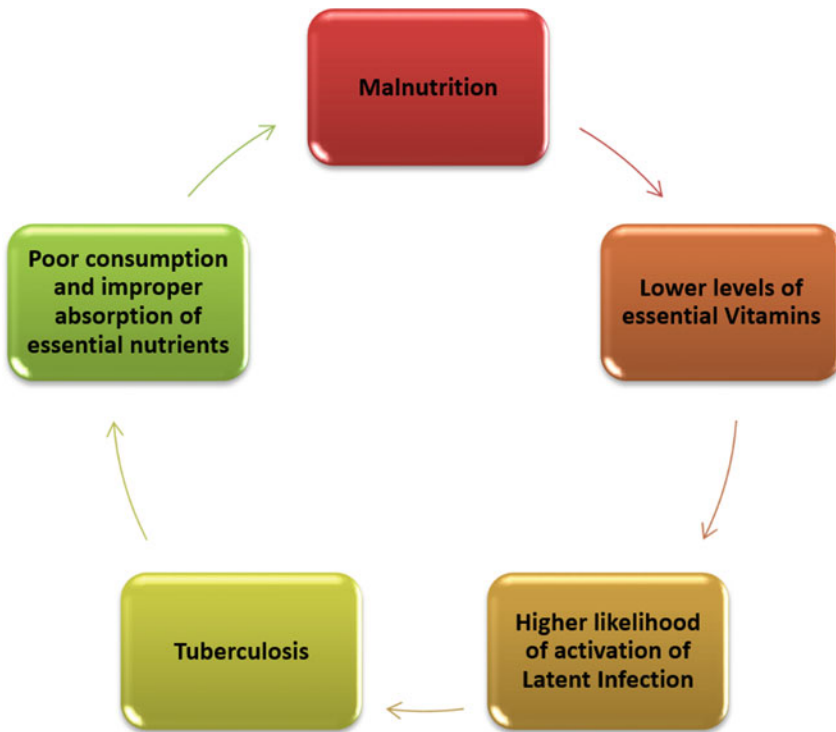 Malnutrition
Lower levels of
essential Vitamins
Higher likelihood
of activation of
Latent Infection
Tuberculosis
Poor consumption
and improper
absorption of
essential nutrients